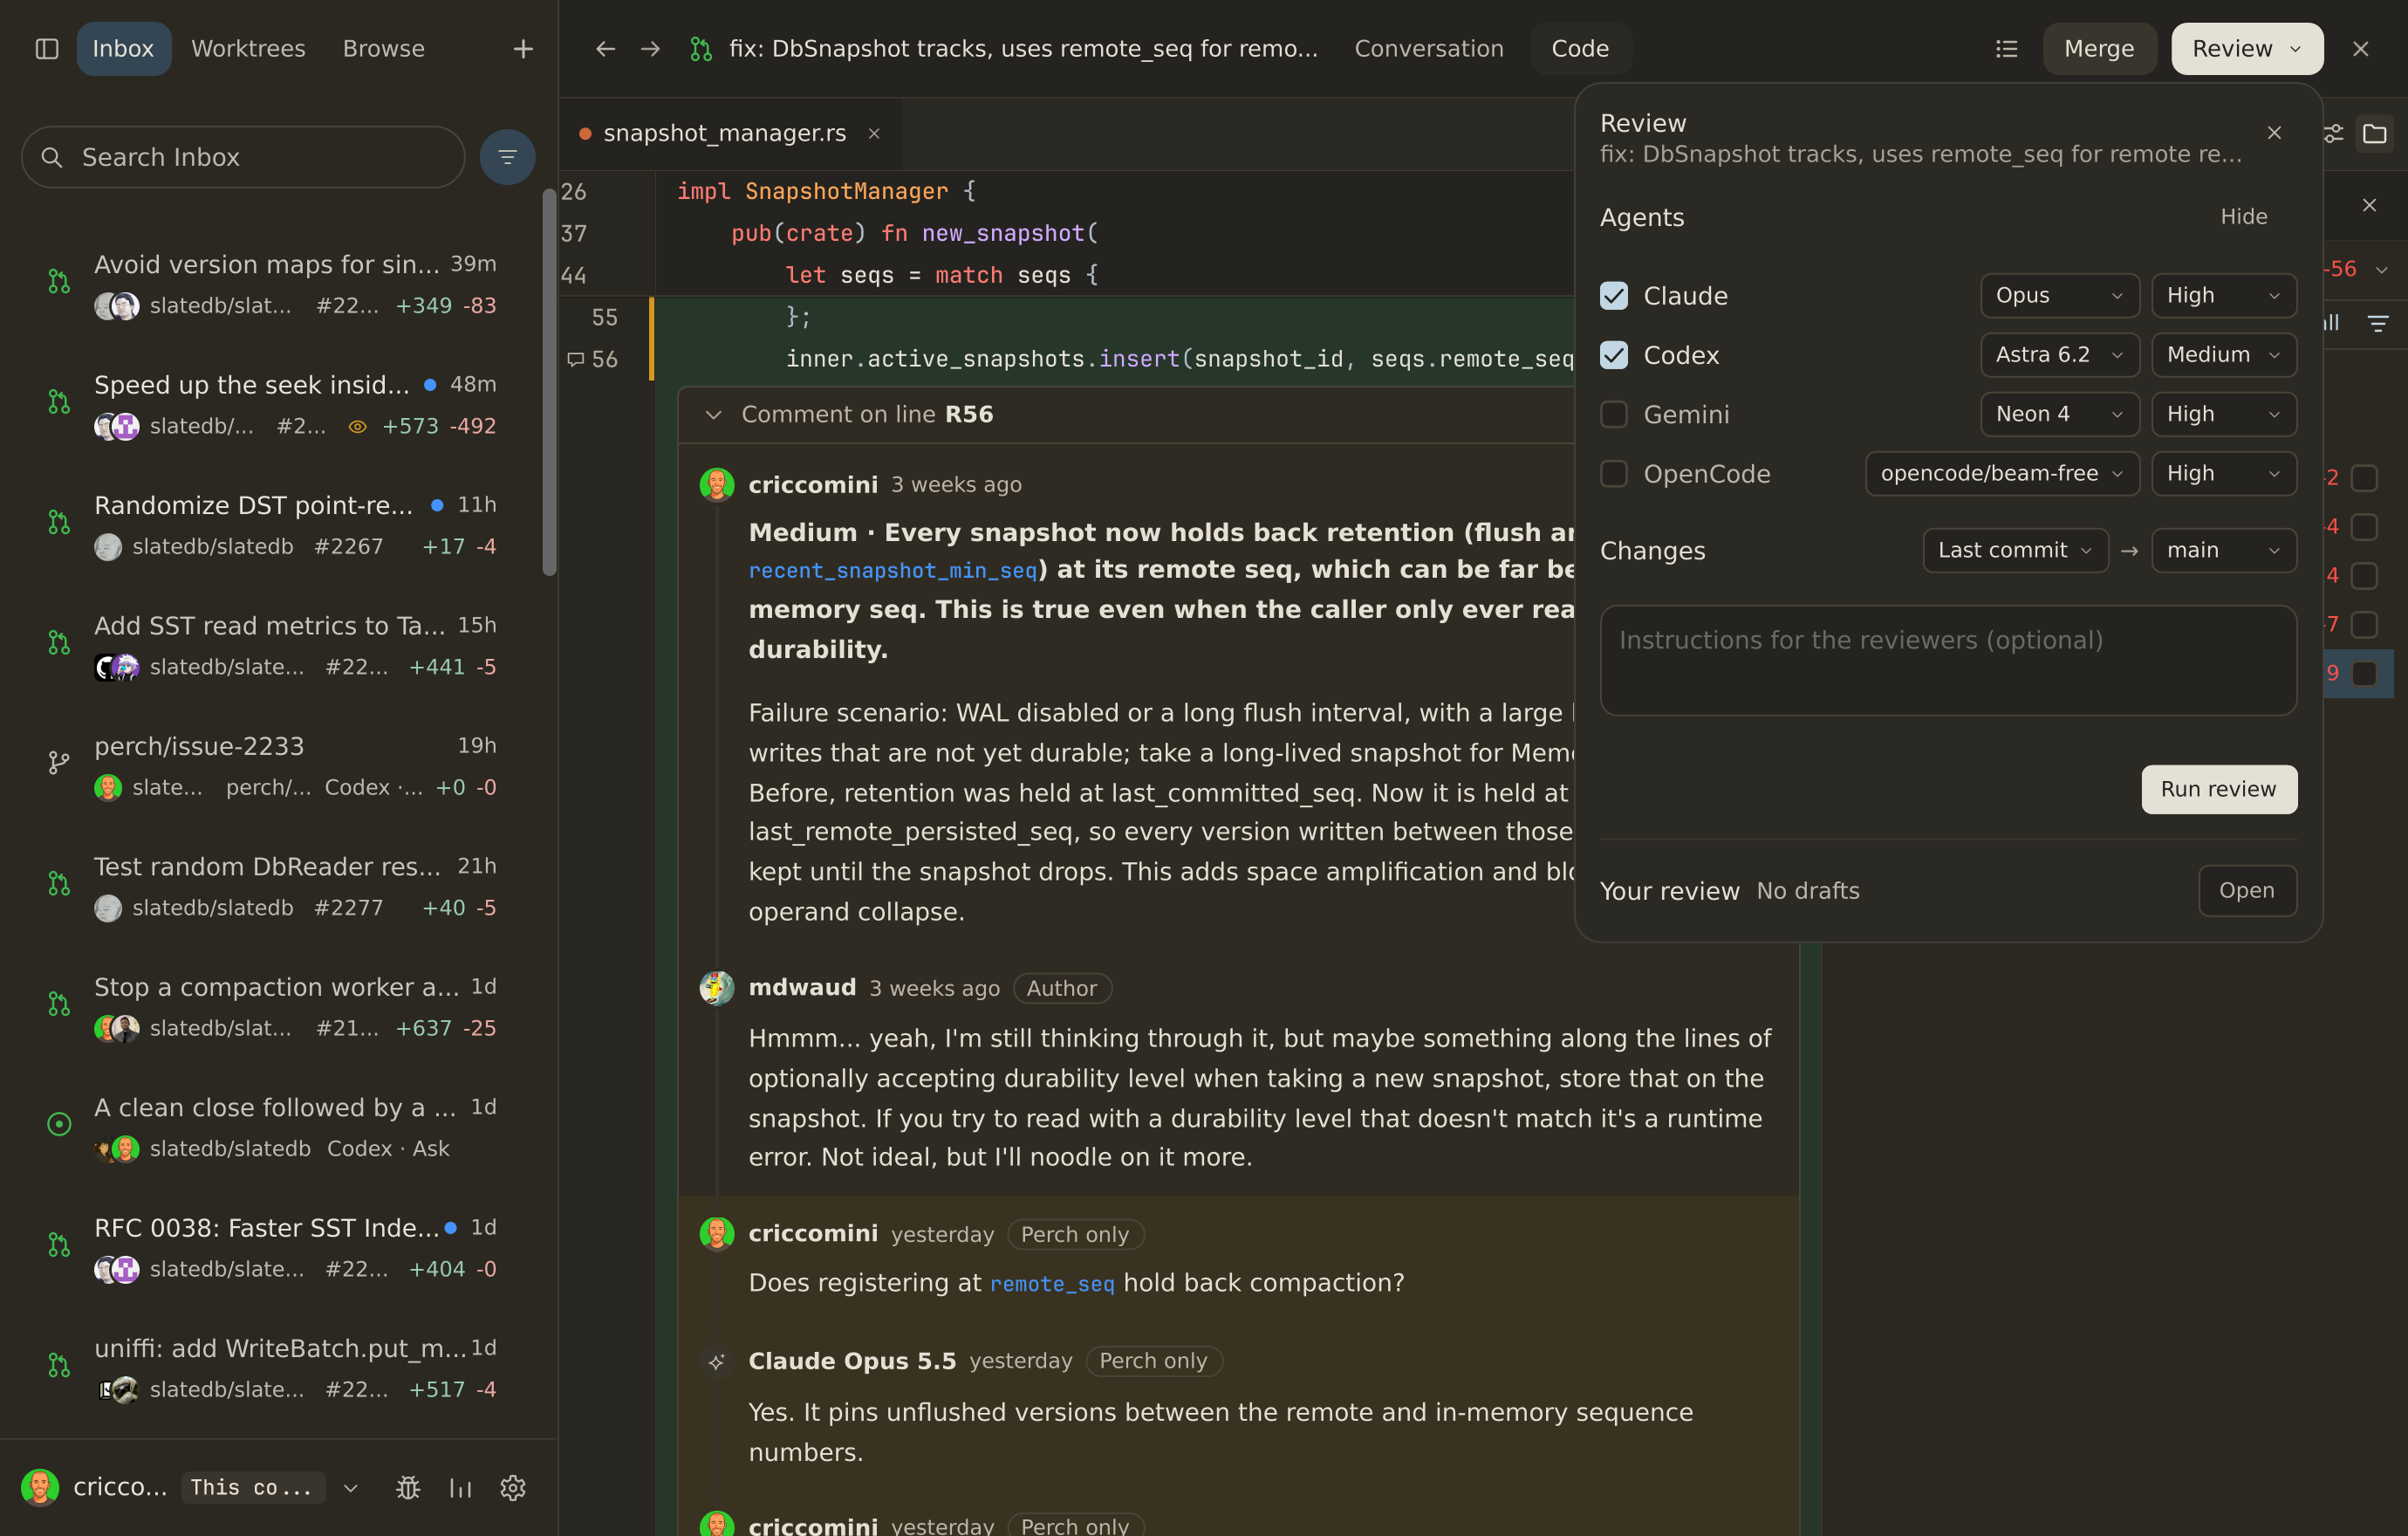 Inbox Worktrees Browse
Search Inbox
Avoid version maps for sin... 39m
slatedb/slat... #22... +349 -83
Speed up the seek insid... 48m
slatedb/... #2... +573 -492
Randomize DST point-re... 11h
slatedb/slatedb #2267 +17 -4
Add SST read metrics to Ta... 15h
slatedb/slate... #22... +441 -5
perch/issue-2233 19h
slate... perch/... Codex ·... +0 -0
Test random DbReader res... 21h
slatedb/slatedb #2277 +40 -5
Stop a compaction worker a... 1d
slatedb/slat... #21... +637 -25
A clean close followed by a ... 1d
slatedb/slatedb Codex · Ask
RFC 0038: Faster SST Inde... 1d
slatedb/slate... #22... +404 -0
uniffi: add WriteBatch.put_m... 1d
slatedb/slate... #22... +517 -4
cricco... This co...
fix: DbSnapshot tracks, uses remote_seq for remo... Conversation Code Merge Review
snapshot_manager.rs
26 impl SnapshotManager {
37 pub(crate) fn new_snapshot(
44 let seqs = match seqs {
55 };
56 inner.active_snapshots.insert(snapshot_id, seqs.remote_seq
Comment on line R56
criccomini 3 weeks ago
Medium · Every snapshot now holds back retention (flush
recent_snapshot_min_seq) at its remote seq, which can be far
memory seq. This is true even when the caller only ever
durability.
Failure scenario: WAL disabled or a long flush interval, with a large
writes that are not yet durable; take a long-lived snapshot for
Before, retention was held at last_committed_seq. Now it is held at
last_remote_persisted_seq, so every version written between those
kept until the snapshot drops. This adds space amplification and
operand collapse.
mdwaud 3 weeks ago Author
Hmmm... yeah, I'm still thinking through it, but maybe something along the lines of
optionally accepting durability level when taking a new snapshot, store that on the
snapshot. If you try to read with a durability level that doesn't match it's a runtime
error. Not ideal, but I'll noodle on it more.
criccomini yesterday Perch only
Does registering at remote_seq hold back compaction?
Claude Opus 5.5 yesterday Perch only
Yes. It pins unflushed versions between the remote and in-memory sequence
numbers.
criccomini yesterday Perch only
Review
fix: DbSnapshot tracks, uses remote_seq for remote re...
Agents Hide
Claude Opus High
Codex Astra 6.2 Medium
Gemini Neon 4 High
OpenCode opencode/beam-free High
Changes Last commit → main
Instructions for the reviewers (optional)
Run review
Your review No drafts Open
-56
2
4
4
7
9